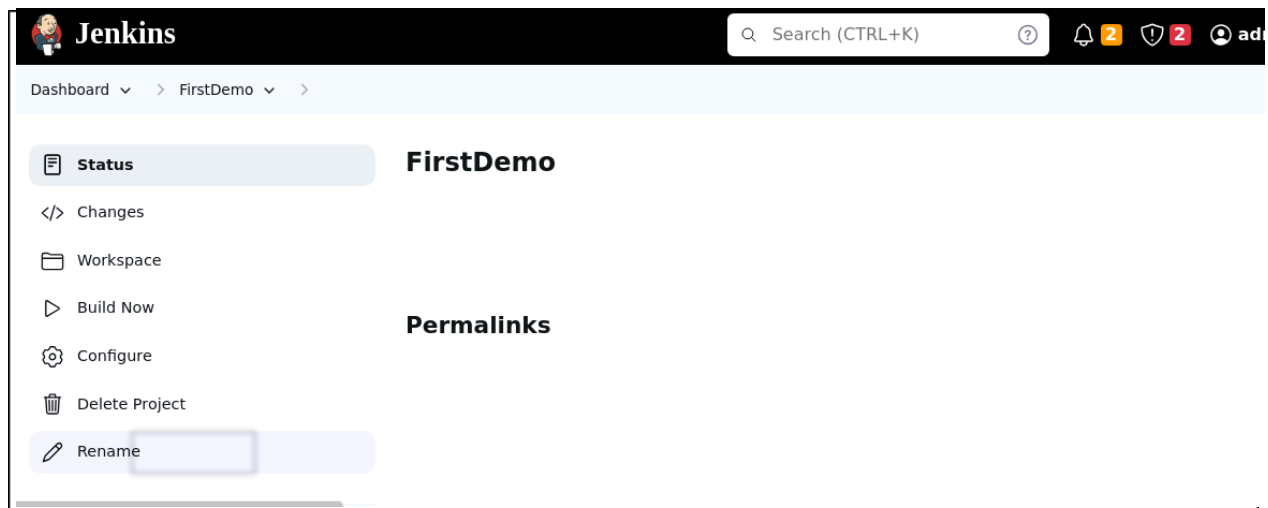 Jenkins
Search (CTRL+K)
2
2
Dashboard
FirstDemo
Status
FirstDemo
Changes
Workspace
Build Now
Permalinks
Configure
Delete Project
Rename